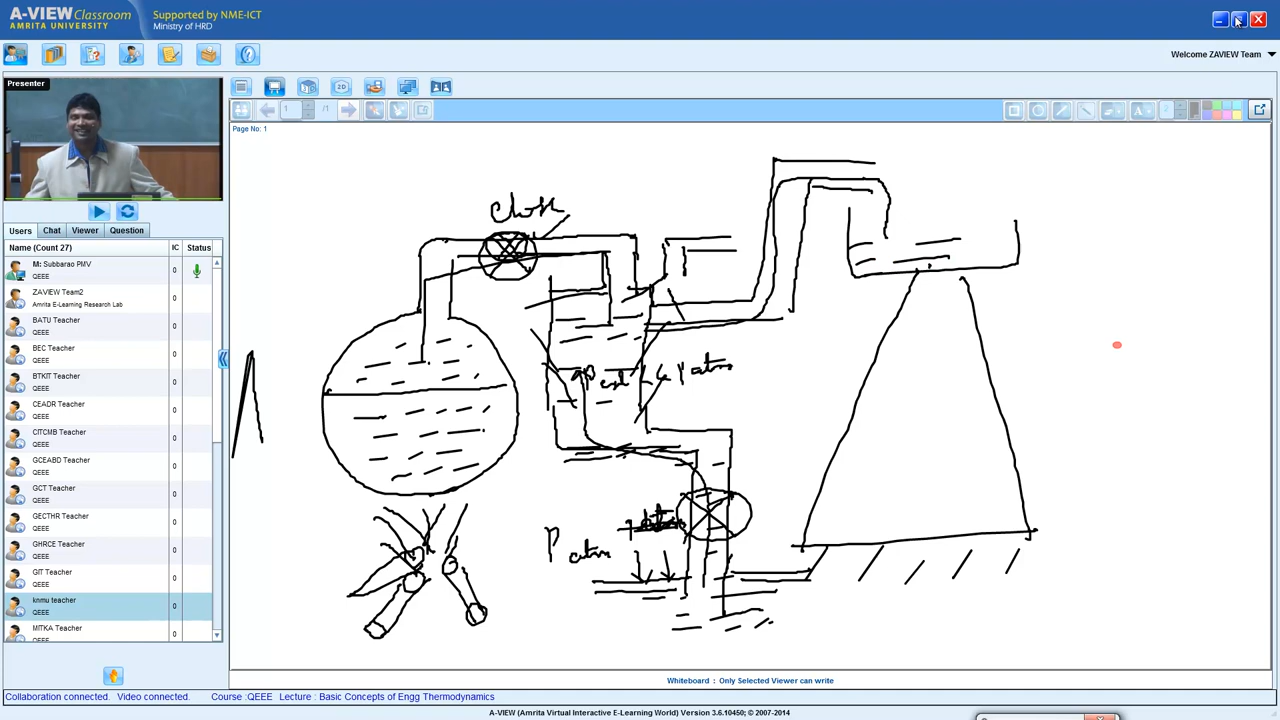 A-VIEW Classroom
AMRITA UNIVERSITY
Supported by NME-ICT
Ministry of HRD
Welcome ZAVIEW Team
Presenter
2D
1 /1
A
2
Page No: 1
Users Chat Viewer Question
Name (Count 27) IC Status
M: Subbarao PMV 0
QEEE
ZAVIEW Team2 0
Amrita E-Learning Research Lab
BATU Teacher 0
QEEE
BEC Teacher 0
QEEE
BTKIT Teacher 0
QEEE
CEADR Teacher 0
QEEE
CITCMB Teacher 0
QEEE
GCEABD Teacher 0
QEEE
GCT Teacher 0
QEEE
GECTHR Teacher 0
QEEE
GHRCE Teacher 0
QEEE
GIT Teacher 0
QEEE
knmu teacher 0
QEEE
MITKA Teacher 0
P atm
Whiteboard : Only Selected Viewer can write
Collaboration connected. Video connected. Course :QEEE Lecture : Basic Concepts of Engg Thermodynamics
A-VIEW (Amrita Virtual Interactive E-Learning World) Version 3.6.10450; © 2007-2014